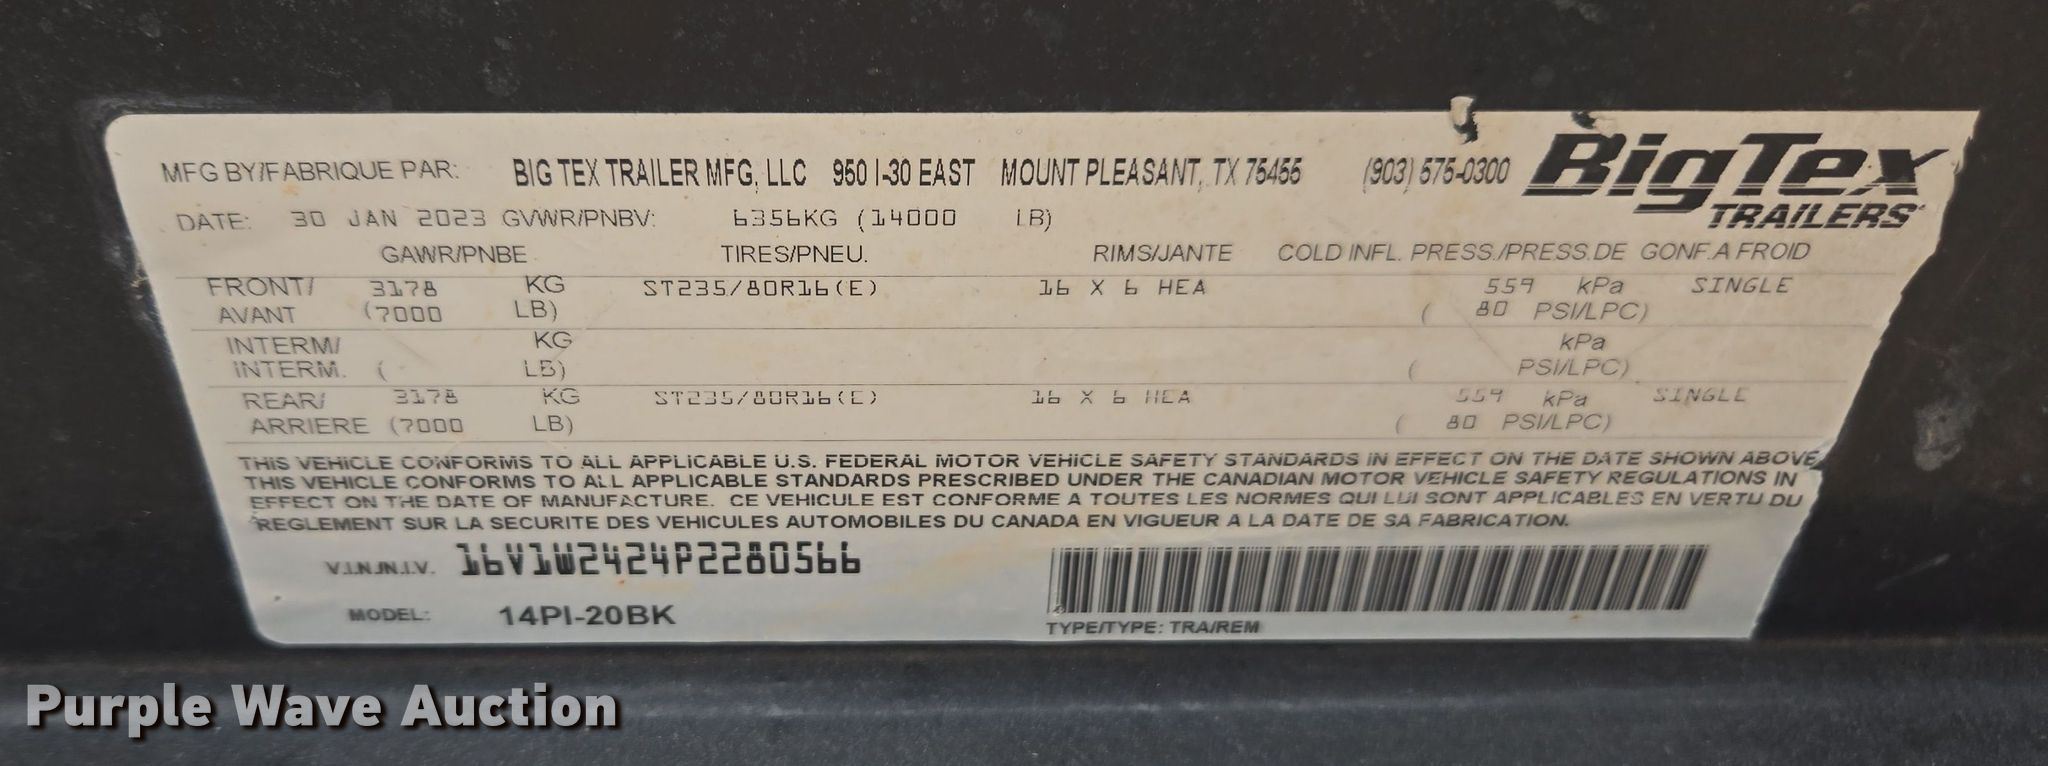 MFG BY/FABRIQUE PAR: BIG TEX TRAILER MFG, LLC 950 I-30 EAST MOUNT PLEASANT, TX 75455 (903) 575-0300 BigTex TRAILERS
DATE: 30 JAN 2023 GVWR/PNBV: 6356KG (14000 LB)
GAWR/PNBE TIRES/PNEU. RIMS/JANTE COLD INFL. PRESS./PRESS.DE GONF.A FROID
FRONT/ 3178 KG ST235/80R16(E) 16 X 6 HEA 559 kPa SINGLE
AVANT (7000 LB) ( 80 PSI/LPC)
INTERM/ KG kPa
INTERM. ( LB) ( PSI/LPC)
REAR/ 3178 KG ST235/80R16(E) 16 X 6 HEA 559 kPa SINGLE
ARRIERE (7000 LB) ( 80 PSI/LPC)
THIS VEHICLE CONFORMS TO ALL APPLICABLE U.S. FEDERAL MOTOR VEHICLE SAFETY STANDARDS IN EFFECT ON THE DATE SHOWN ABOVE
THIS VEHICLE CONFORMS TO ALL APPLICABLE STANDARDS PRESCRIBED UNDER THE CANADIAN MOTOR VEHICLE SAFETY REGULATIONS IN
EFFECT ON THE DATE OF MANUFACTURE. CE VEHICULE EST CONFORME A TOUTES LES NORMES QUI LUI SONT APPLICABLES EN VERTU DU
REGLEMENT SUR LA SECURITE DES VEHICULES AUTOMOBILES DU CANADA EN VIGUEUR A LA DATE DE SA FABRICATION.
V.I.N./N.I.V. 16V1W2424P2280566
MODEL: 14PI-20BK
TYPE/TYPE: TRA/REM
Purple Wave Auction